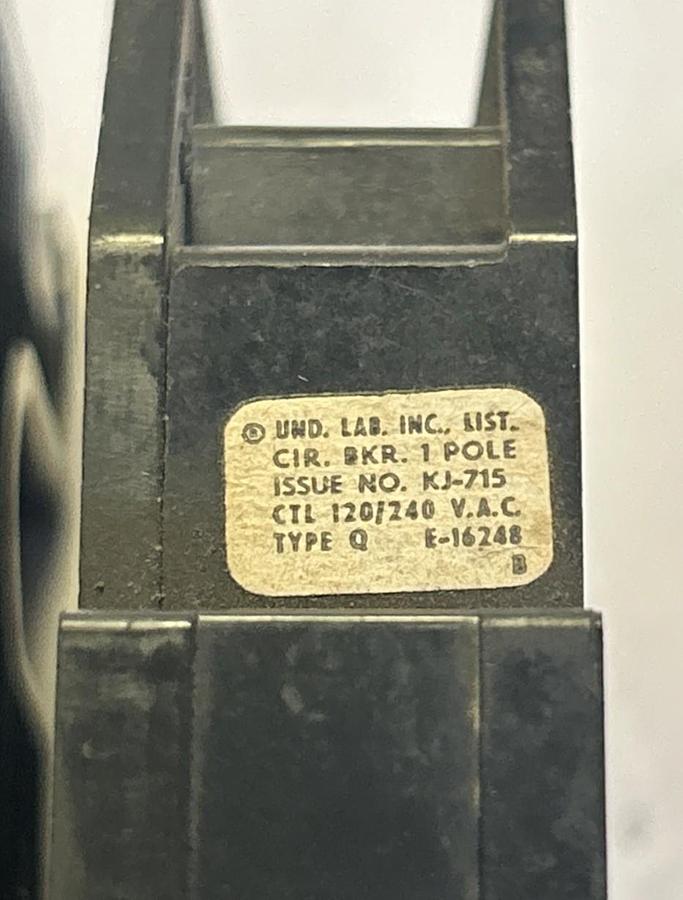 ® UND. LAB. INC., LIST.
CIR. BKR. 1 POLE
ISSUE NO. KJ-715
CTL 120/240 V.A.C.
TYPE Q E-16248
B